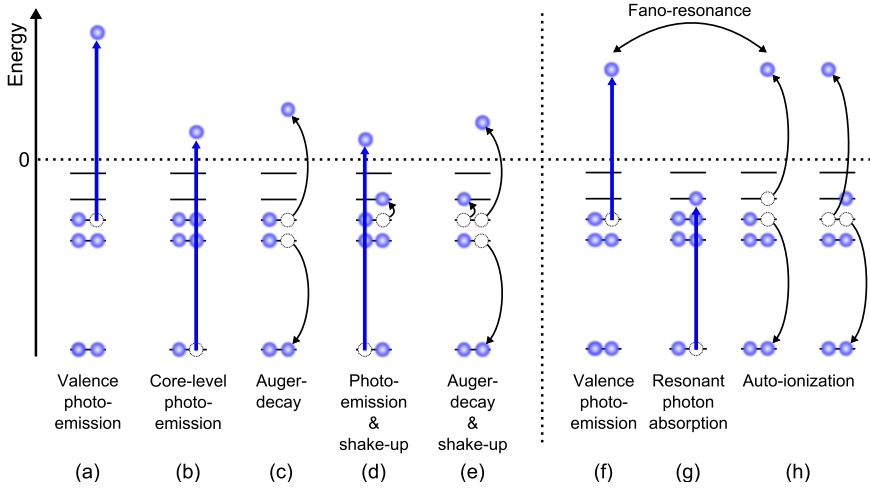 Fano-resonance
Energy
0
Valence
photo-
emission
(a)
Core-level
photo-
emission
(b)
Auger-
decay
(c)
Photo-
emission
&
shake-up
(d)
Auger-
decay
&
shake-up
(e)
Valence
photo-
emission
(f)
Resonant
photon
absorption
(g)
Auto-ionization
(h)